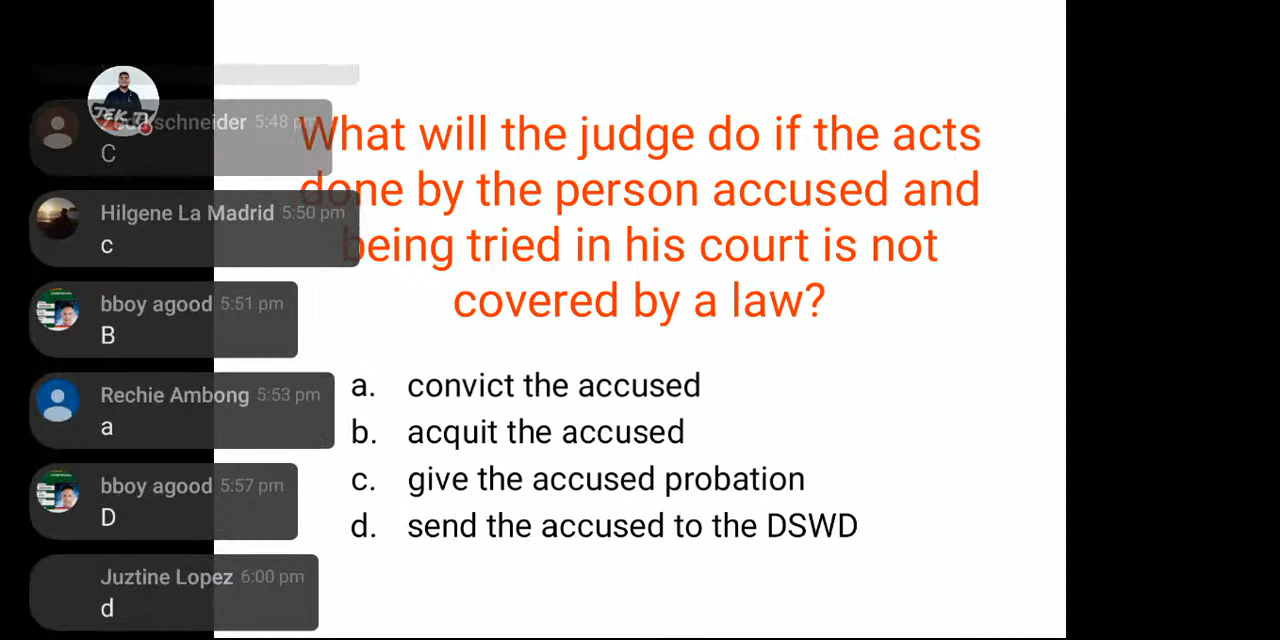 What will the judge do if the acts
done by the person accused and
being tried in his court is not
covered by a law?
a. convict the accused
b. acquit the accused
c. give the accused probation
d. send the accused to the DSWD
TEK TV
schneider 5:48 pm
C
Hilgene La Madrid 5:50 pm
c
bboy agood 5:51 pm
B
Rechie Ambong 5:53 pm
a
bboy agood 5:57 pm
D
Juztine Lopez 6:00 pm
d